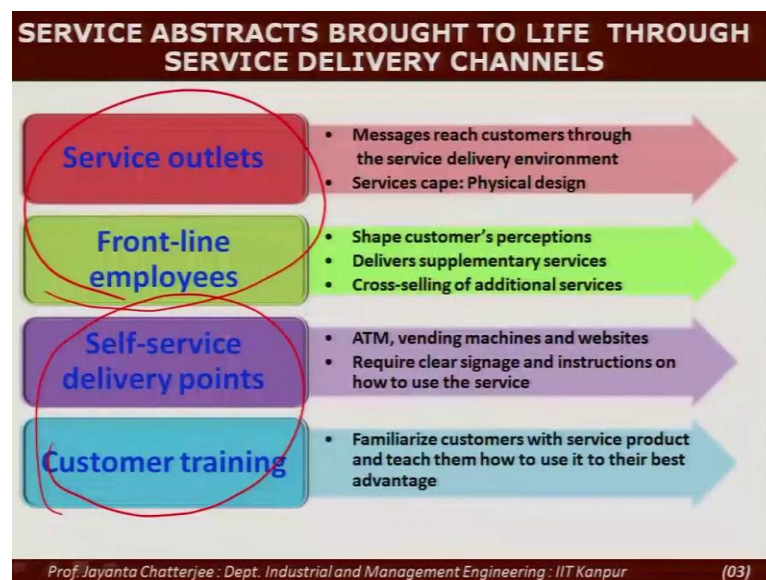 SERVICE ABSTRACTS BROUGHT TO LIFE THROUGH
SERVICE DELIVERY CHANNELS
Service outlets
• Messages reach customers through
the service delivery environment
• Services cape: Physical design
Front-line
employees
• Shape customer's perceptions
• Delivers supplementary services
• Cross-selling of additional services
Self-service
delivery points
• ATM, vending machines and websites
• Require clear signage and instructions on
how to use the service
Customer training
• Familiarize customers with service product
and teach them how to use it to their best
advantage
Prof. Jayanta Chatterjee : Dept. Industrial and Management Engineering : IIT Kanpur (03)